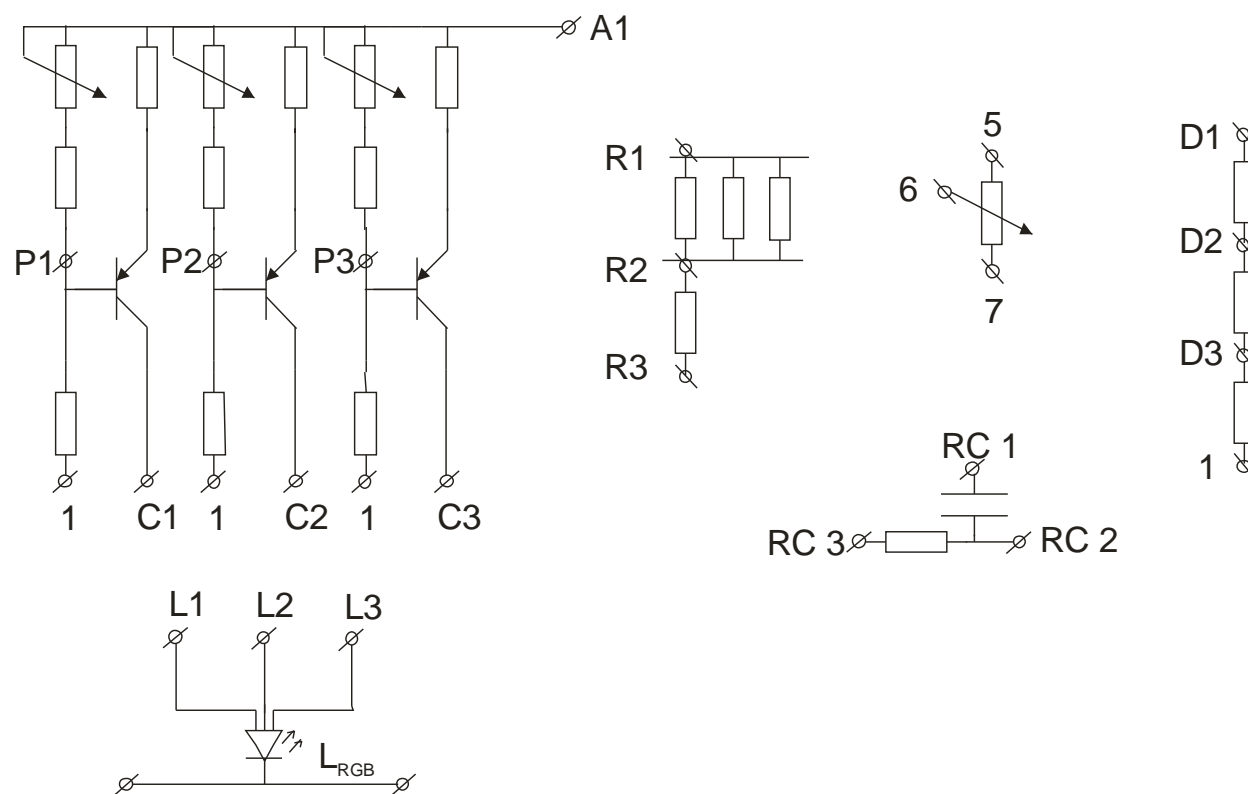 A1
5
D1
R1
6
D2
P1 P2 P3
R2
7
D3
R3
RC 1
1
1 C1 1 C2 1 C3
RC 3 RC 2
L1 L2 L3
LRGB